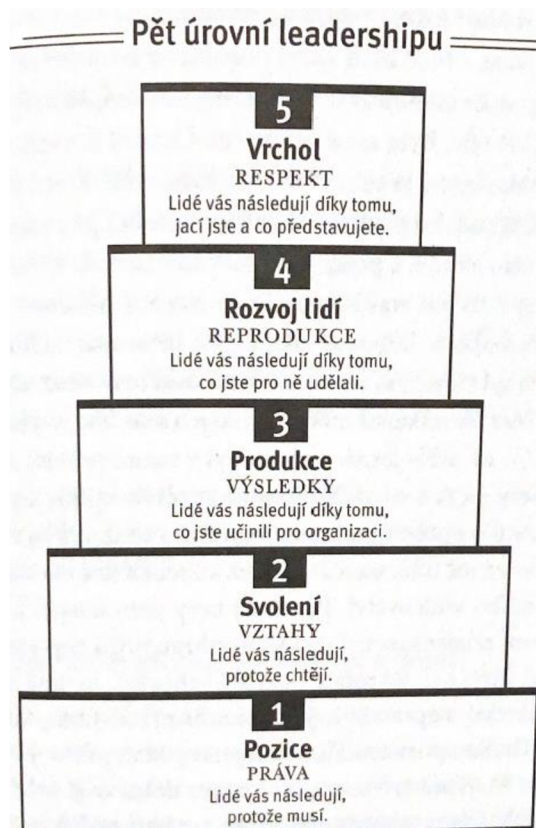 Pět úrovní leadershipu
5
Vrchol
RESPEKT
Lidé vás následují díky tomu,
jací jste a co představujete.
4
Rozvoj lidí
REPRODUKCE
Lidé vás následují díky tomu,
co jste pro ně udělali.
3
Produkce
VÝSLEDKY
Lidé vás následují díky tomu,
co jste učinili pro organizaci.
2
Svolení
VZTAHY
Lidé vás následují,
protože chtějí.
1
Pozice
PRÁVA
Lidé vás následují,
protože musí.